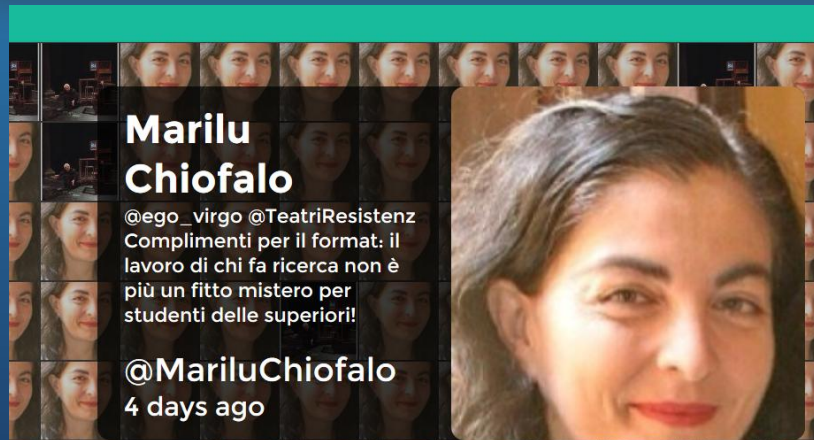 Marilu
Chiofalo
@ego_virgo @TeatriResistenz
Complimenti per il format: il
lavoro di chi fa ricerca non è
più un fitto mistero per
studenti delle superiori!
@MariluChiofalo
4 days ago